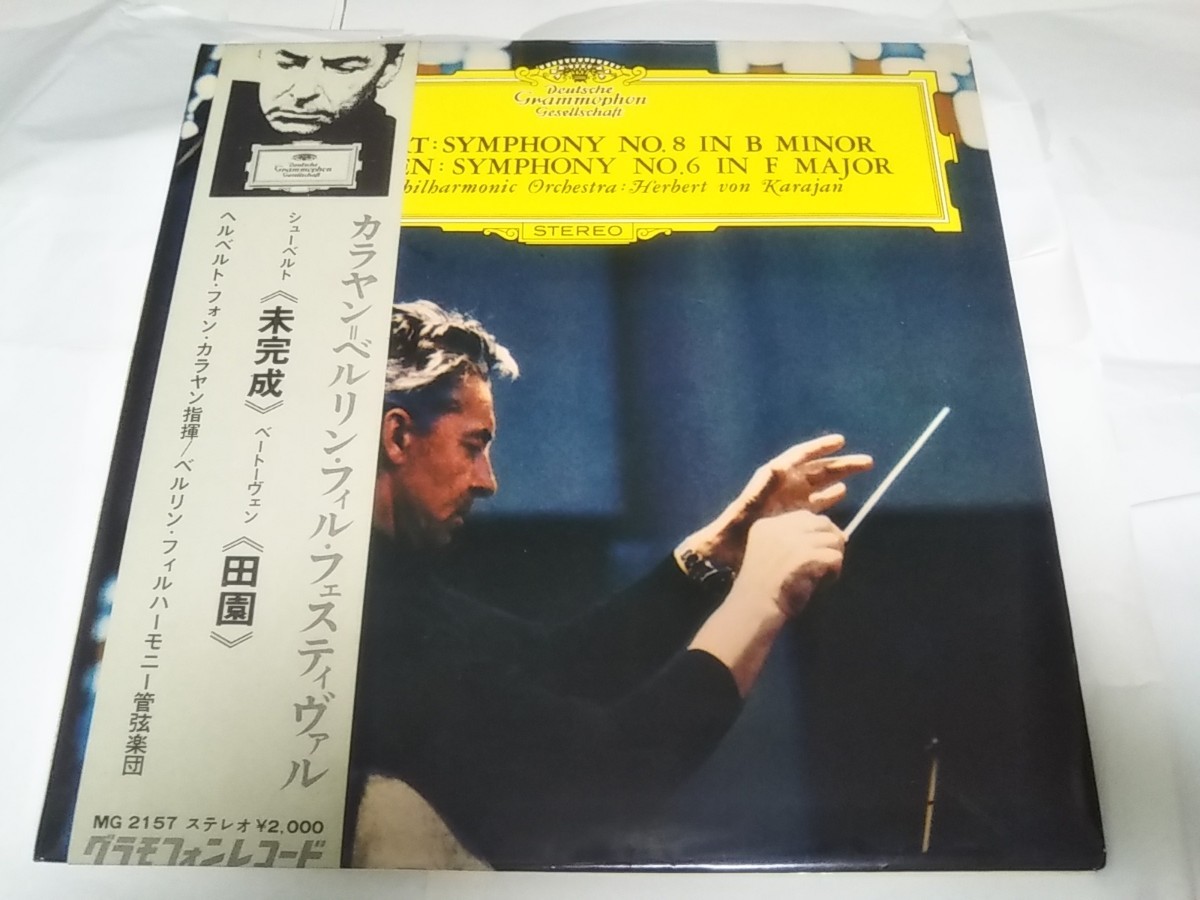 Deutsche
Grammophon
Gesellschaft
カラヤン=ベルリン・フィル・フェスティヴァル
シューベルト《未完成》ベートーヴェン《田園》
ヘルベルト・フォン・カラヤン指揮/ベルリン・フィルハーモニー管弦楽団
MG 2157 ステレオ ¥2,000
グラモフォンレコード
Deutsche
Grammophon
Gesellschaft
T: SYMPHONY NO. 8 IN B MINOR
EN: SYMPHONY NO. 6 IN F MAJOR
hilharmonic Orchestra: Herbert von Karajan
STEREO